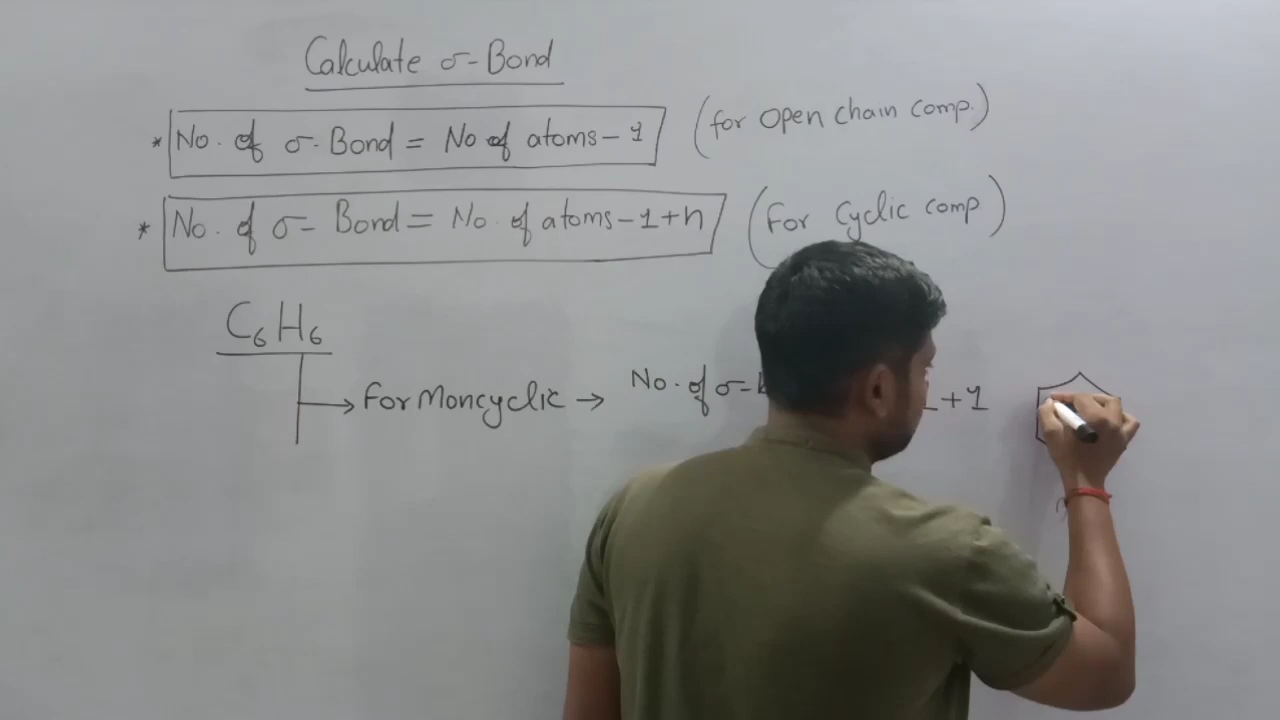 Calculate σ-Bond
* No. of σ-Bond = No of atoms-1 (for open chain comp.)
* No. of σ- Bond = No. of atoms-1+n (For Cyclic comp)
C6H6
For Moncyclic → No. of σ- +1